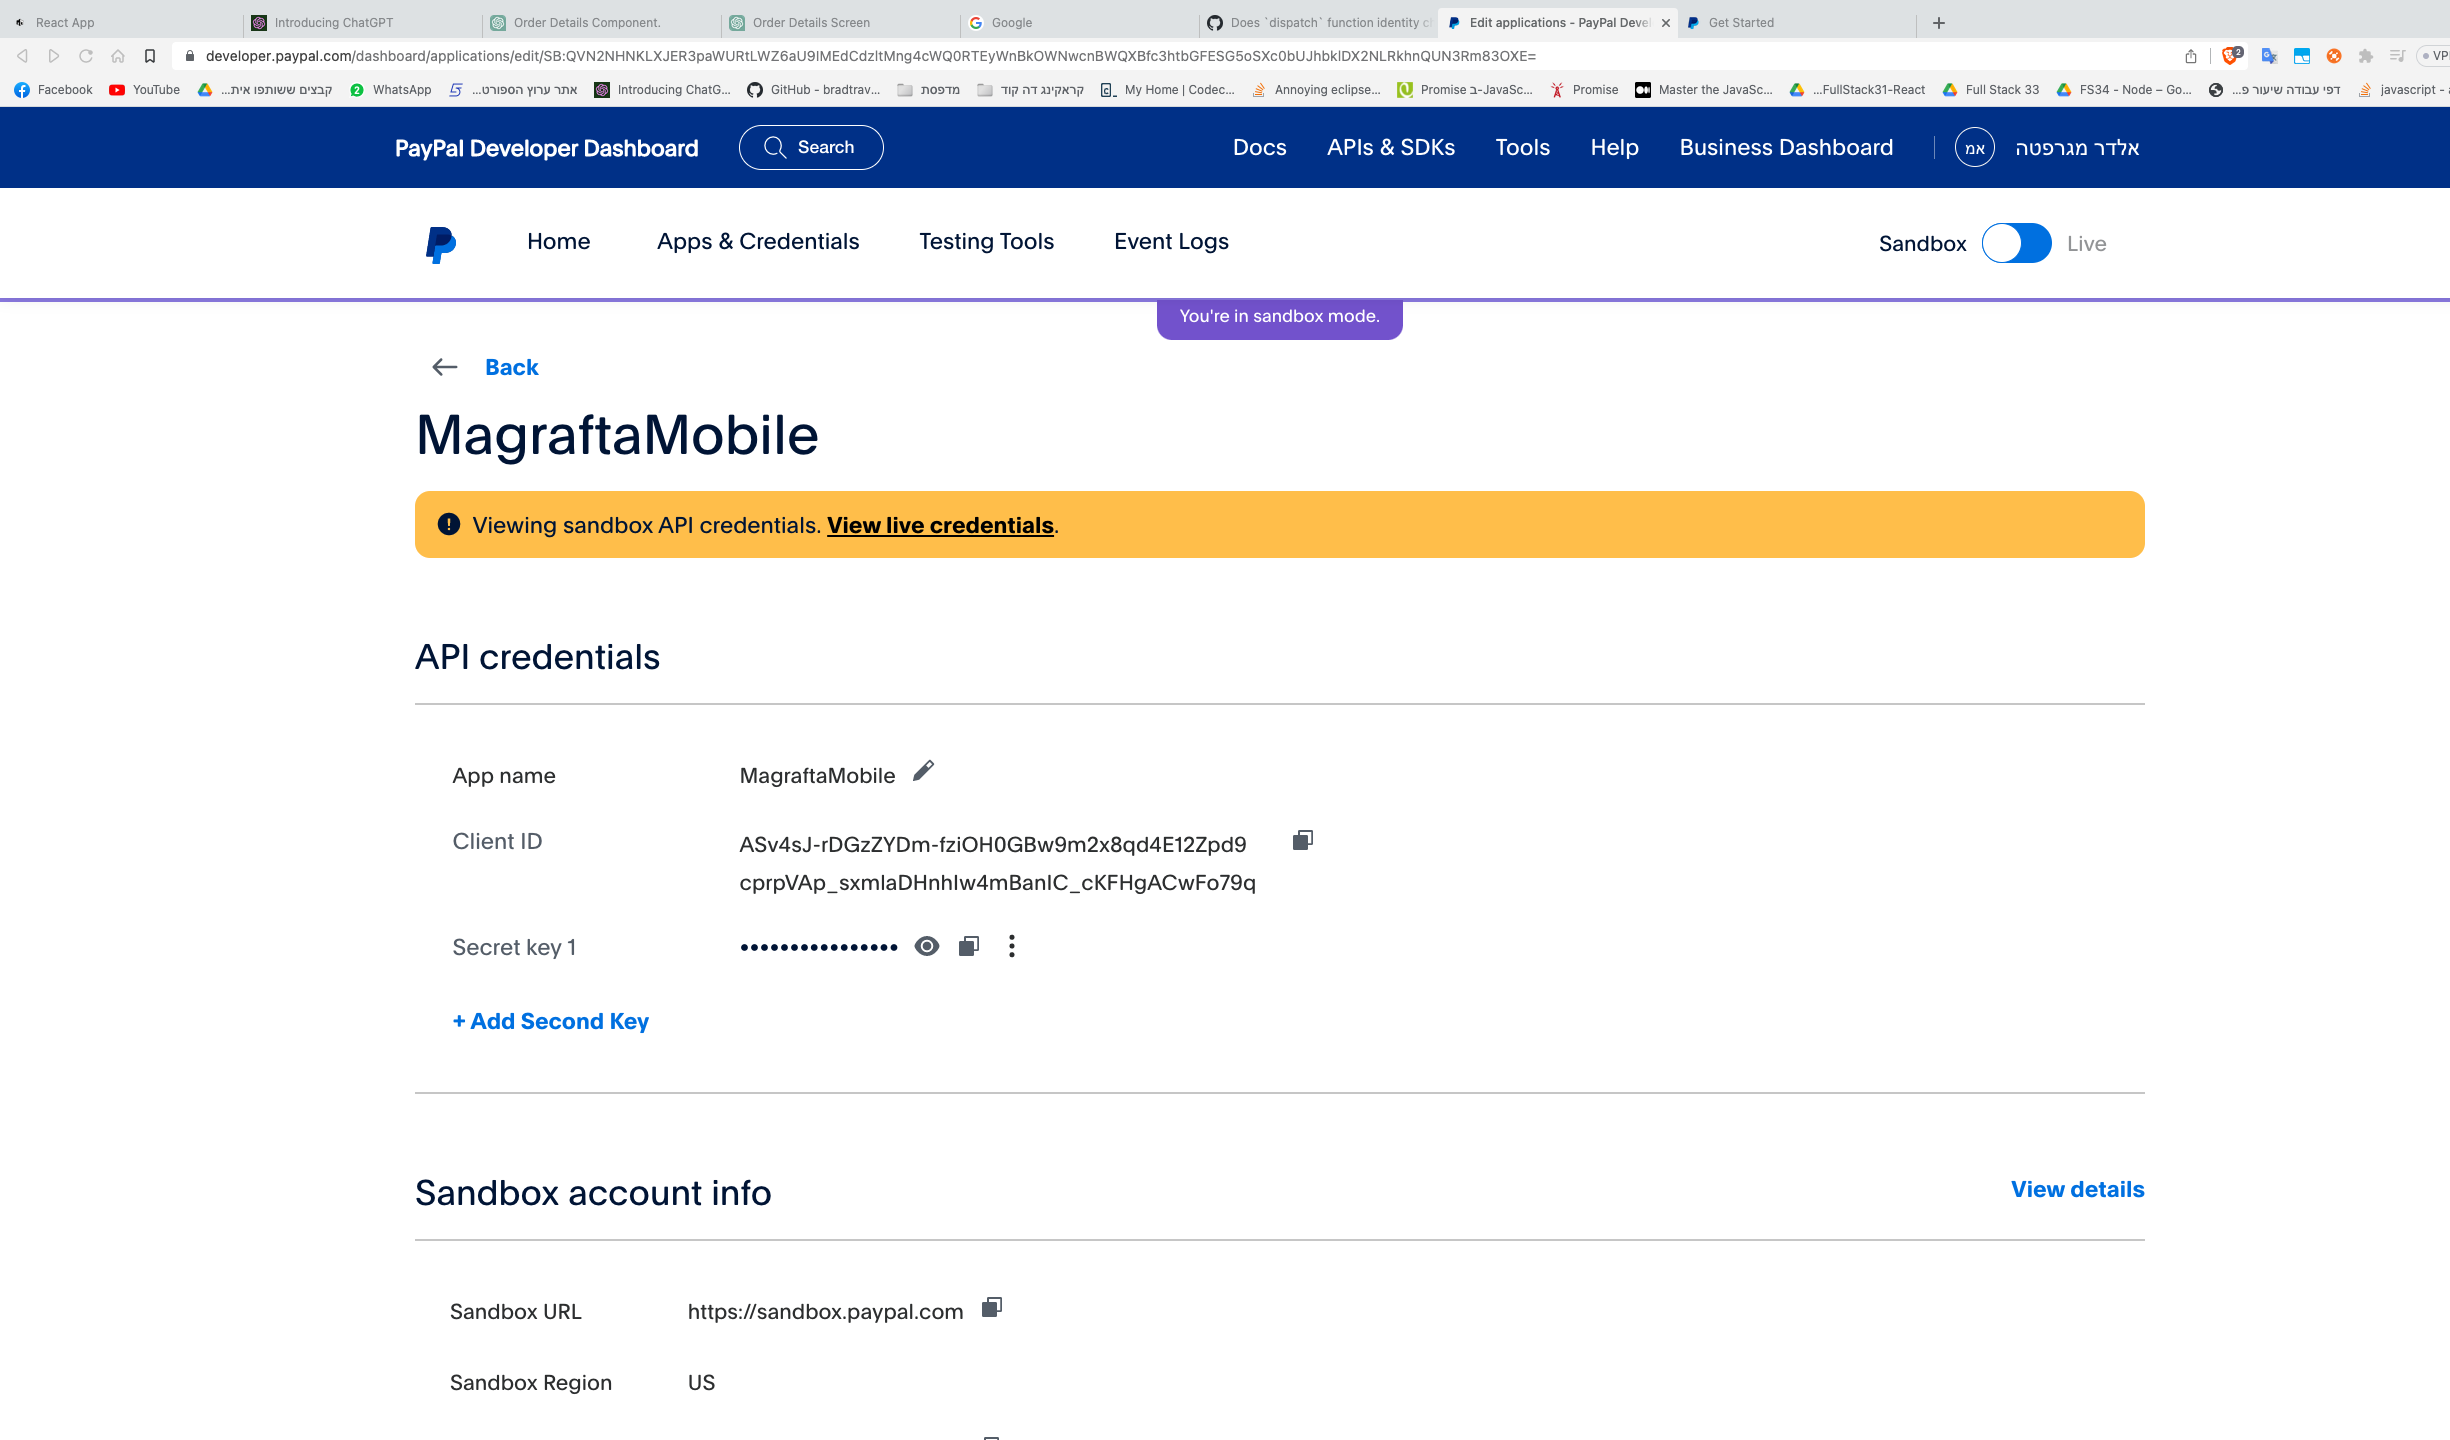 React App
Introducing ChatGPT
Order Details Component.
Order Details Screen
Google
Does `dispatch` function identity c
Edit applications - PayPal Devel
Get Started
developer.paypal.com/dashboard/applications/edit/SB:QVN2NHNKLXJER3paWURtLWZ6aU9IMEdCdzltMng4cWQ0RTEyWnBkOWNwcnBWQXBfc3htbGFESG5oSXc0bUJhbklDX2NLRkhnQUN3Rm83OXE=
2
VP
Facebook
YouTube
קבצים ששותפו אית...
WhatsApp
אתר ערוץ הספורט...
Introducing ChatG...
GitHub - bradtrav...
מדפסת
קראקינג דה קוד
My Home | Codec...
Annoying eclipse...
Promise ב-JavaSc...
Promise
Master the JavaSc...
...FullStack31-React
Full Stack 33
FS34 - Node – Go...
דפי עבודה שיעור פ...
javascript -
PayPal Developer Dashboard
Search
Docs
APIs & SDKs
Tools
Help
Business Dashboard
אמ
אלדר מגרפטה
Home
Apps & Credentials
Testing Tools
Event Logs
Sandbox
Live
You're in sandbox mode.
Back
MagraftaMobile
Viewing sandbox API credentials. View live credentials.
API credentials
App name
MagraftaMobile
Client ID
ASv4sJ-rDGzZYDm-fziOH0GBw9m2x8qd4E12Zpd9
cprpVAp_sxmlaDHnhIw4mBanIC_cKFHgACwFo79q
Secret key 1
••••••••••••••••
+ Add Second Key
Sandbox account info
View details
Sandbox URL
https://sandbox.paypal.com
Sandbox Region
US